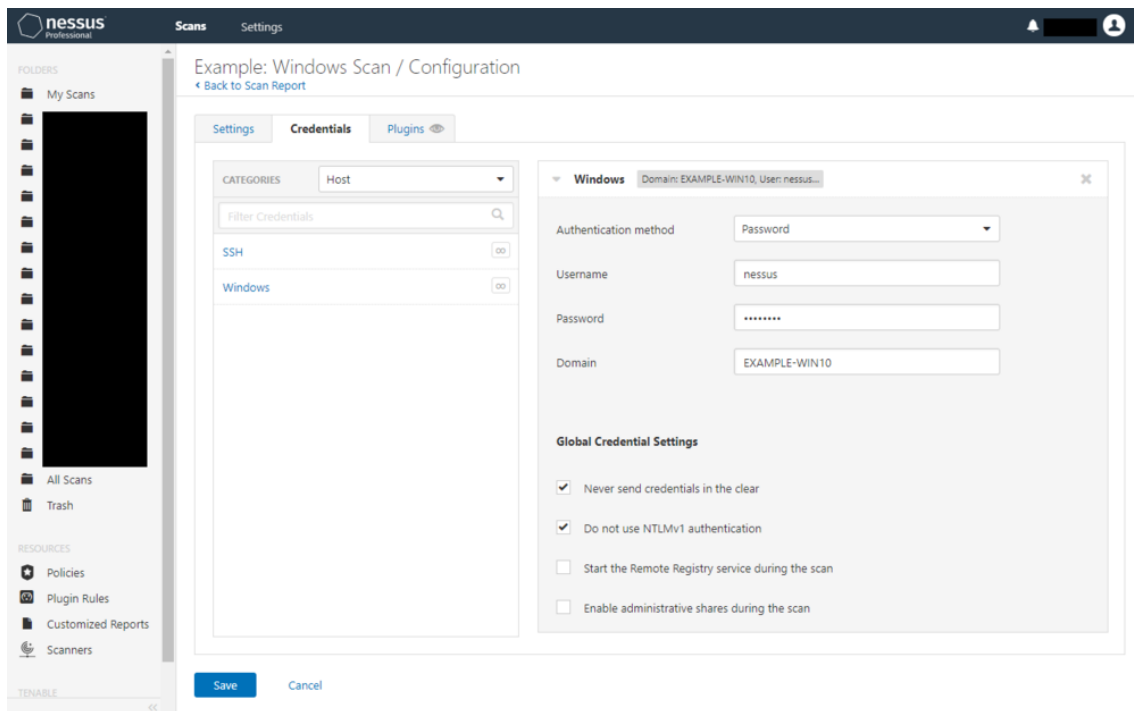 nessus
Professional
Scans
Settings
FOLDERS
My Scans
All Scans
Trash
RESOURCES
Policies
Plugin Rules
Customized Reports
Scanners
TENABLE
Example: Windows Scan / Configuration
Back to Scan Report
Settings
Credentials
Plugins
CATEGORIES
Host
Filter Credentials
SSH
Windows
Windows Domain: EXAMPLE-WIN10, User: nessus...
Authentication method Password
Username nessus
Password ••••••••
Domain EXAMPLE-WIN10
Global Credential Settings
Never send credentials in the clear
Do not use NTLMv1 authentication
Start the Remote Registry service during the scan
Enable administrative shares during the scan
Save
Cancel